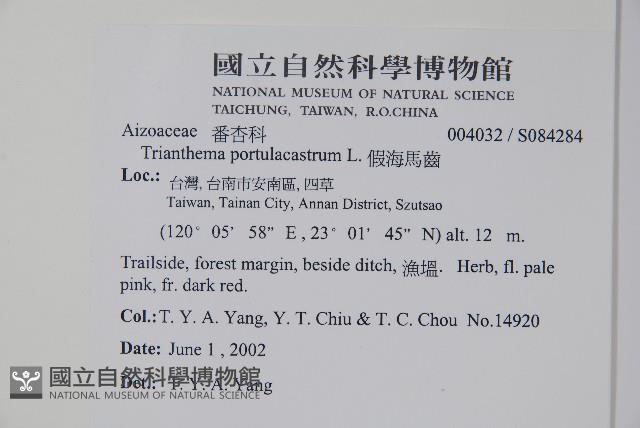 國立自然科學博物館
NATIONAL MUSEUM OF NATURAL SCIENCE
TAICHUNG, TAIWAN, R.O.CHINA
Aizoaceae 番杏科 004032 / S084284
Trianthema portulacastrum L. 假海馬齒
Loc.: 台灣, 台南市安南區, 四草
Taiwan, Tainan City, Annan District, Szutsao
(120° 05' 58" E , 23° 01' 45" N) alt. 12 m.
Trailside, forest margin, beside ditch, 漁塭. Herb, fl. pale
pink, fr. dark red.
Col.: T. Y. A. Yang, Y. T. Chiu & T. C. Chou No.14920
Date: June 1 , 2002
Det.: T. Y. A. Yang
國立自然科學博物館
NATIONAL MUSEUM OF NATURAL SCIENCE